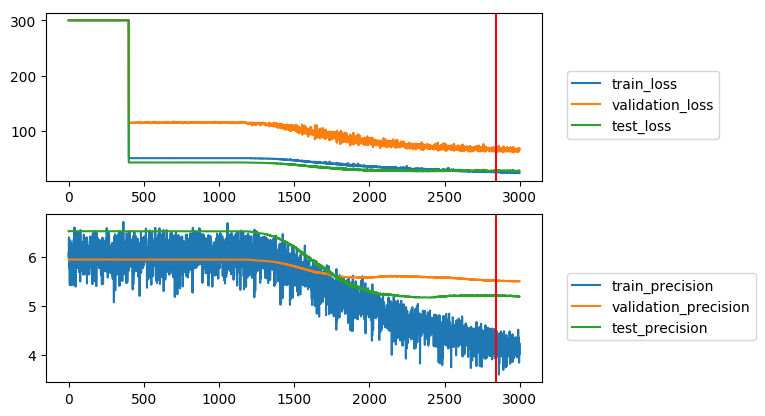 300
200
100
0 500 1000 1500 2000 2500 3000
train_loss
validation_loss
test_loss
6
5
4
0 500 1000 1500 2000 2500 3000
train_precision
validation_precision
test_precision